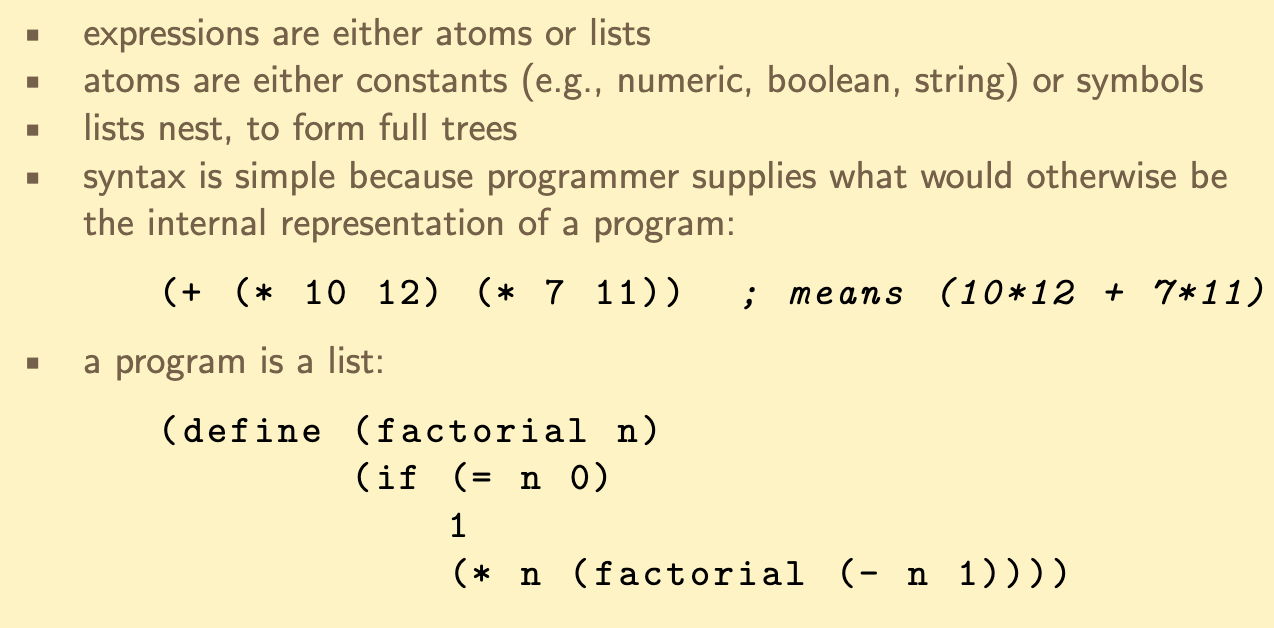 ▪ expressions are either atoms or lists
▪ atoms are either constants (e.g., numeric, boolean, string) or symbols
▪ lists nest, to form full trees
▪ syntax is simple because programmer supplies what would otherwise be
the internal representation of a program:
(+ (* 10 12) (* 7 11))  ; means (10*12 + 7*11)
▪ a program is a list:
(define (factorial n)
        (if (= n 0)
            1
            (* n (factorial (- n 1))))